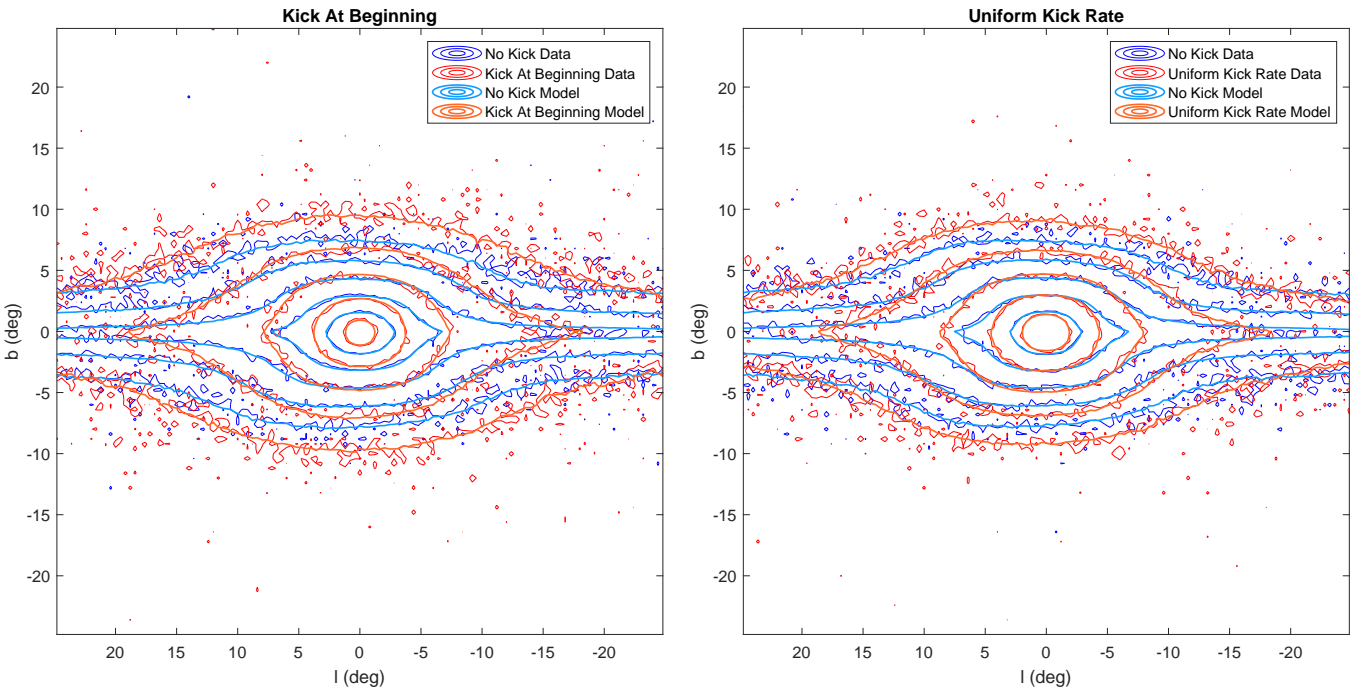 Kick At Beginning
No Kick Data
Kick At Beginning Data
No Kick Model
Kick At Beginning Model
b (deg)
20
15
10
5
0
-5
-10
-15
-20
20 15 10 5 0 -5 -10 -15 -20
l (deg)
Uniform Kick Rate
No Kick Data
Uniform Kick Rate Data
No Kick Model
Uniform Kick Rate Model
b (deg)
20
15
10
5
0
-5
-10
-15
-20
20 15 10 5 0 -5 -10 -15 -20
l (deg)